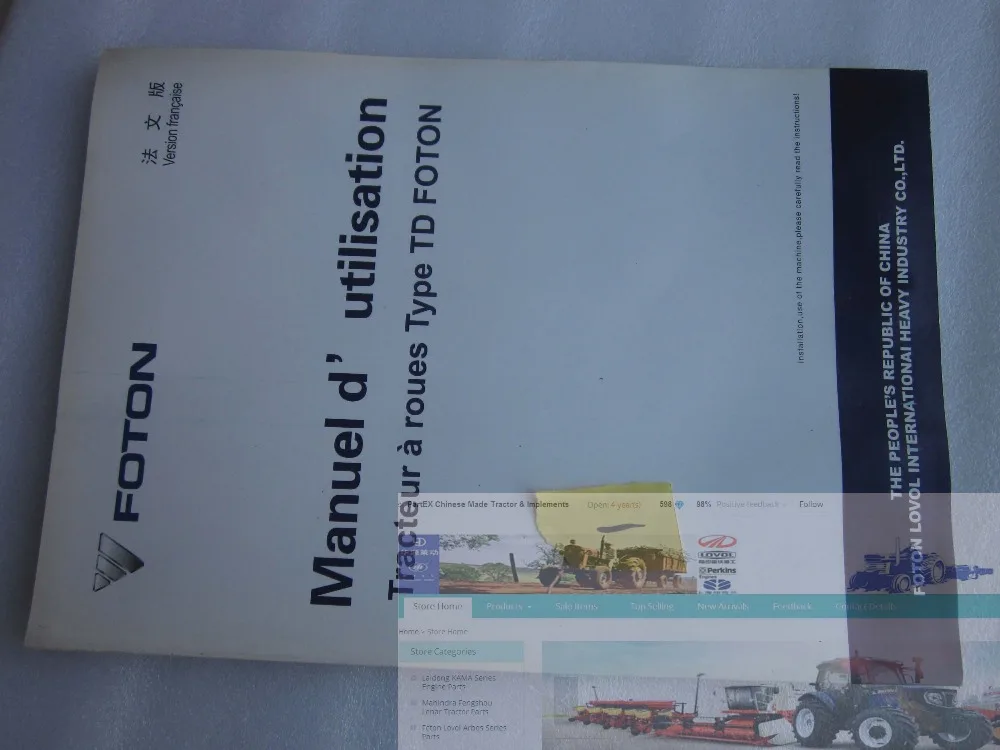 法 文 版
Version française
FOTON
Manuel d' utilisation
Tracteur à roues Type TD FOTON
installation,use of the machine,please carefully read the instructions!
THE PEOPLE'S REPUBLIC OF CHINA
FOTON LOVOL INTERNATIONAl HEAVY INDUSTRY CO.,LTD.
PartEX Chinese Made Tractor & Implements Open: 4 year(s) 598 98% Positive feedback Follow
LOVOL
Perkins
Store Home Products Sale Items Top Selling New Arrivals Feedback Contact Details
Home > Store Home
Store Categories
Laidong KAMA Series
Engine Parts
Mahindra Fengshou
Lenar Tractor Parts
Foton Lovol Arbos Series
Parts